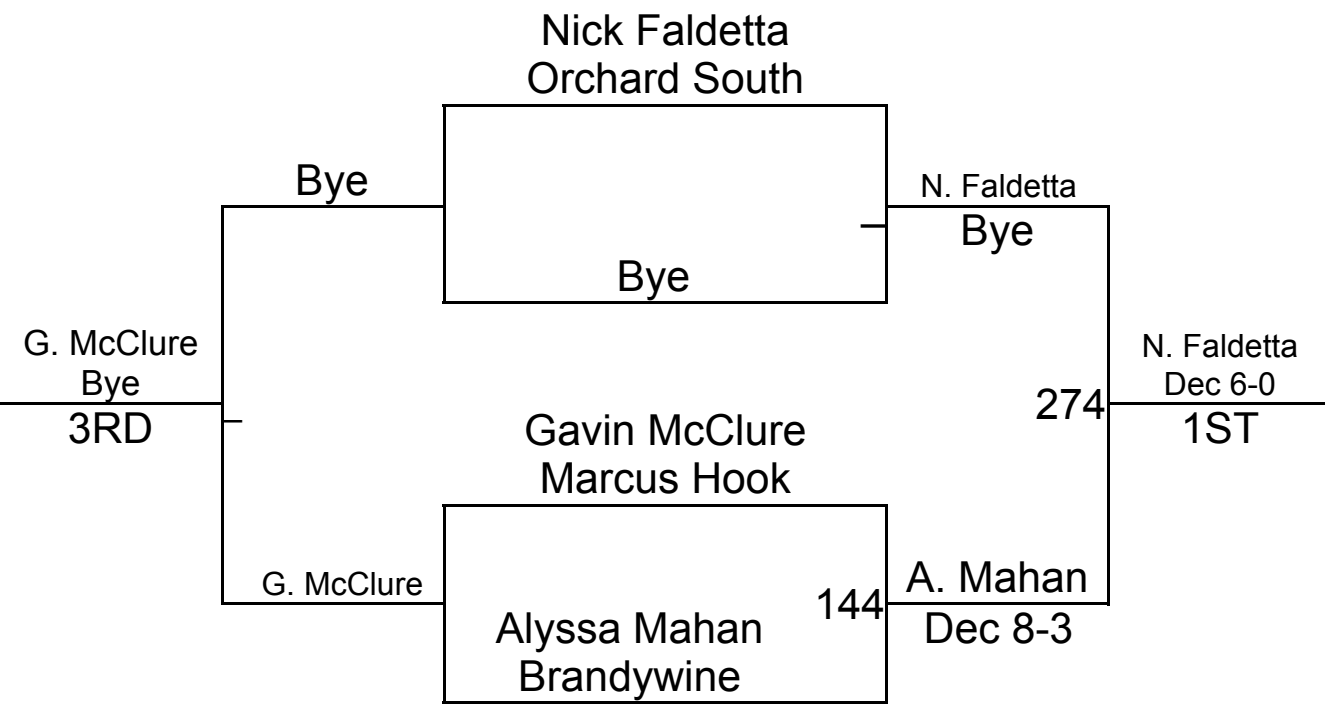 Nick Faldetta
Orchard South
Bye
N. Faldetta
Bye
Bye
G. McClure
Bye
3RD
N. Faldetta
Dec 6-0
1ST
274
Gavin McClure
Marcus Hook
G. McClure
144
A. Mahan
Dec 8-3
Alyssa Mahan
Brandywine